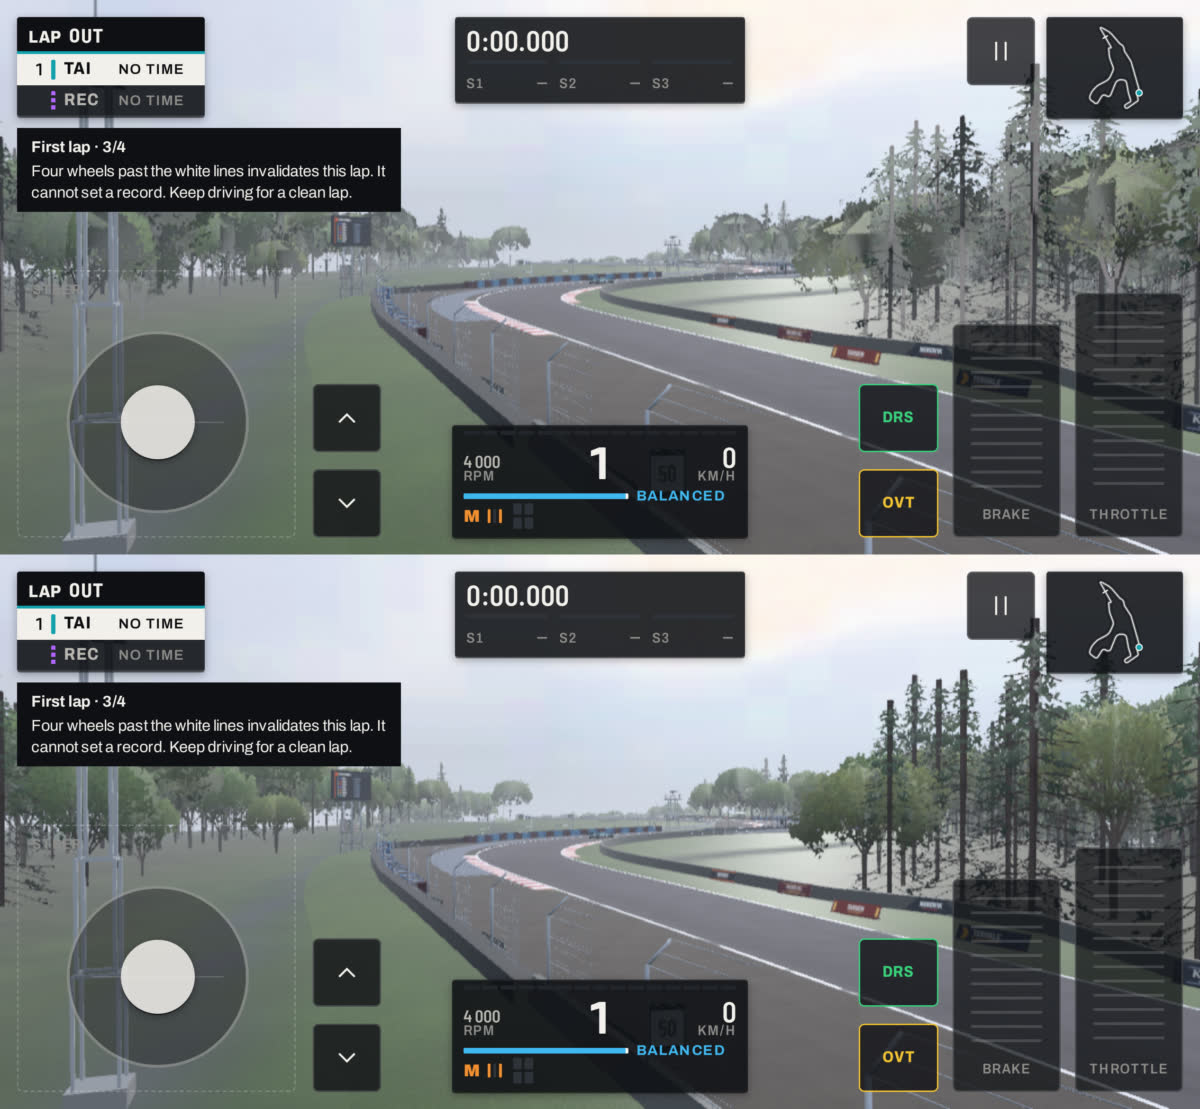 LAP OUT
1 TAI NO TIME
REC NO TIME
First lap · 3/4
Four wheels past the white lines invalidates this lap. It
cannot set a record. Keep driving for a clean lap.
0:00.000
S1 – S2 – S3 –
4 000
RPM
1
0
KM/H
BALANCED
M
50
DRS
OVT
BRAKE
THROTTLE
LAP OUT
1 TAI NO TIME
REC NO TIME
First lap · 3/4
Four wheels past the white lines invalidates this lap. It
cannot set a record. Keep driving for a clean lap.
0:00.000
S1 – S2 – S3 –
4 000
RPM
1
0
KM/H
BALANCED
M
50
DRS
OVT
BRAKE
THROTTLE